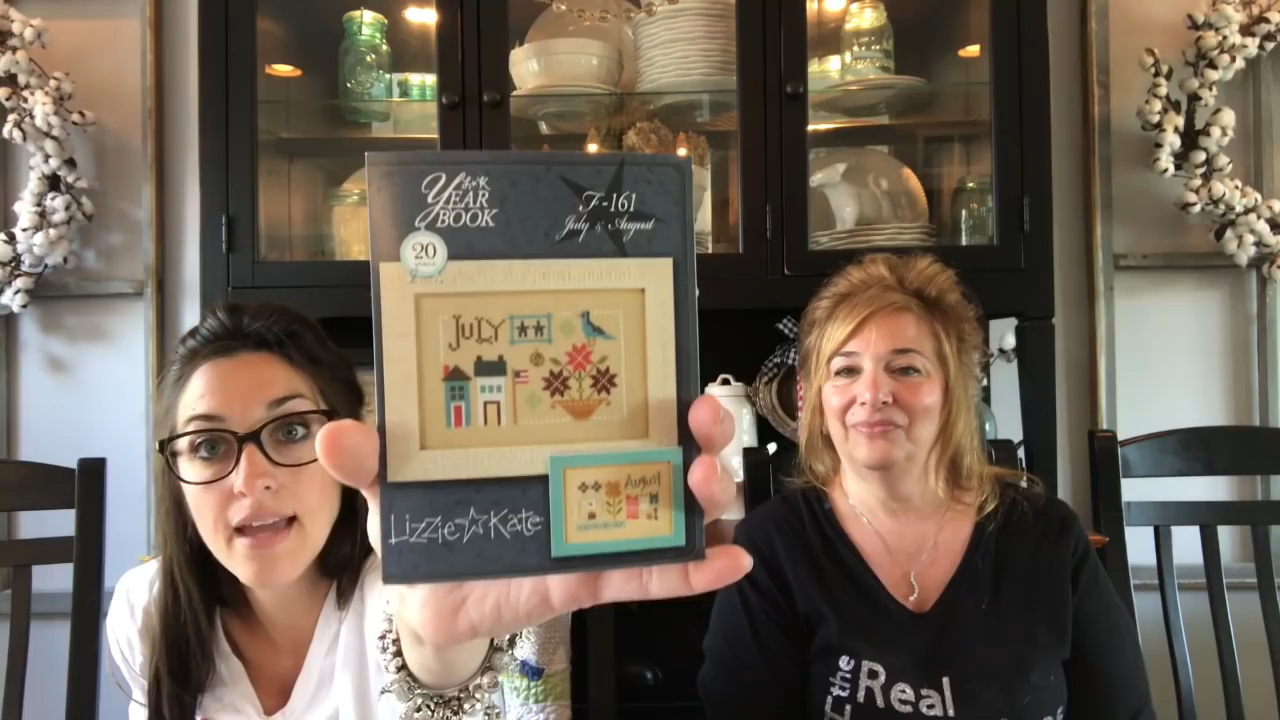 L*K
YEAR
BOOK
20
F-161
July & August
JULY
August
Lizzie*Kate
the
Real